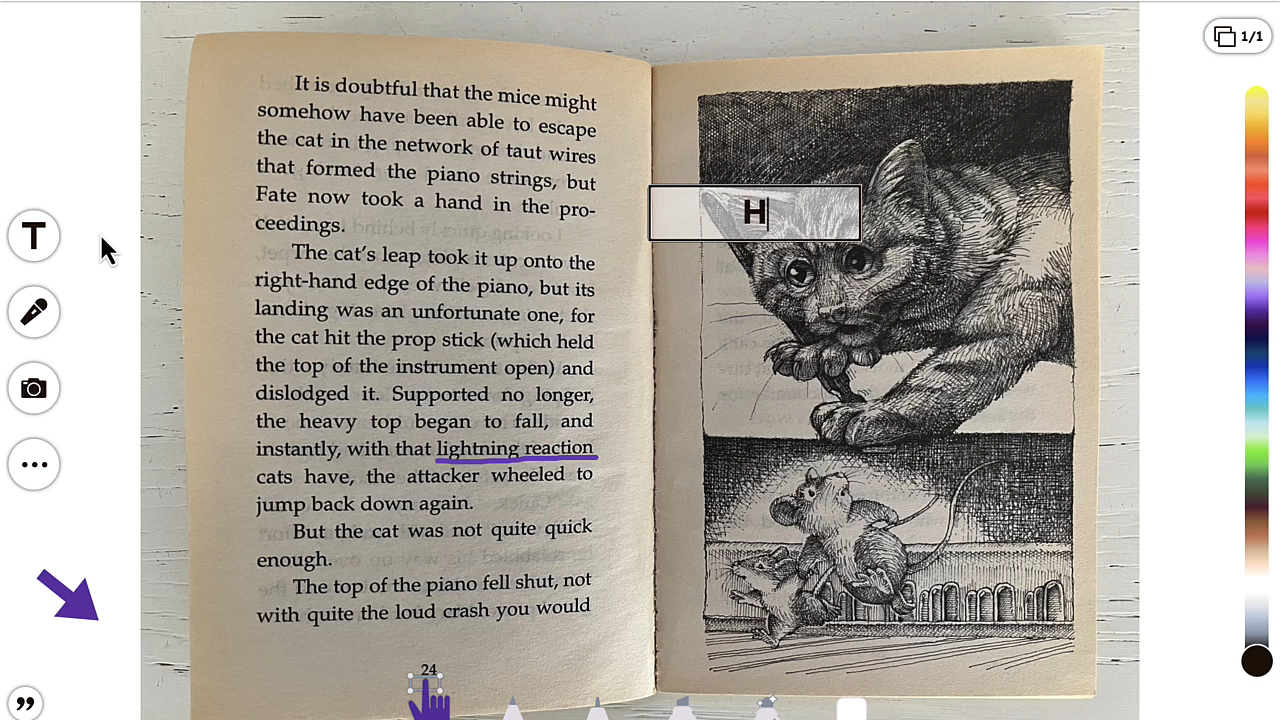 It is doubtful that the mice might
somehow have been able to escape
the cat in the network of taut wires
that formed the piano strings, but
Fate now took a hand in the pro-
ceedings.
The cat's leap took it up onto the
right-hand edge of the piano, but its
landing was an unfortunate one, for
the cat hit the prop stick (which held
the top of the instrument open) and
dislodged it. Supported no longer,
the heavy top began to fall, and
instantly, with that lightning reaction
cats have, the attacker wheeled to
jump back down again.
But the cat was not quite quick
enough.
The top of the piano fell shut, not
with quite the loud crash you would
24
H
T
1/1